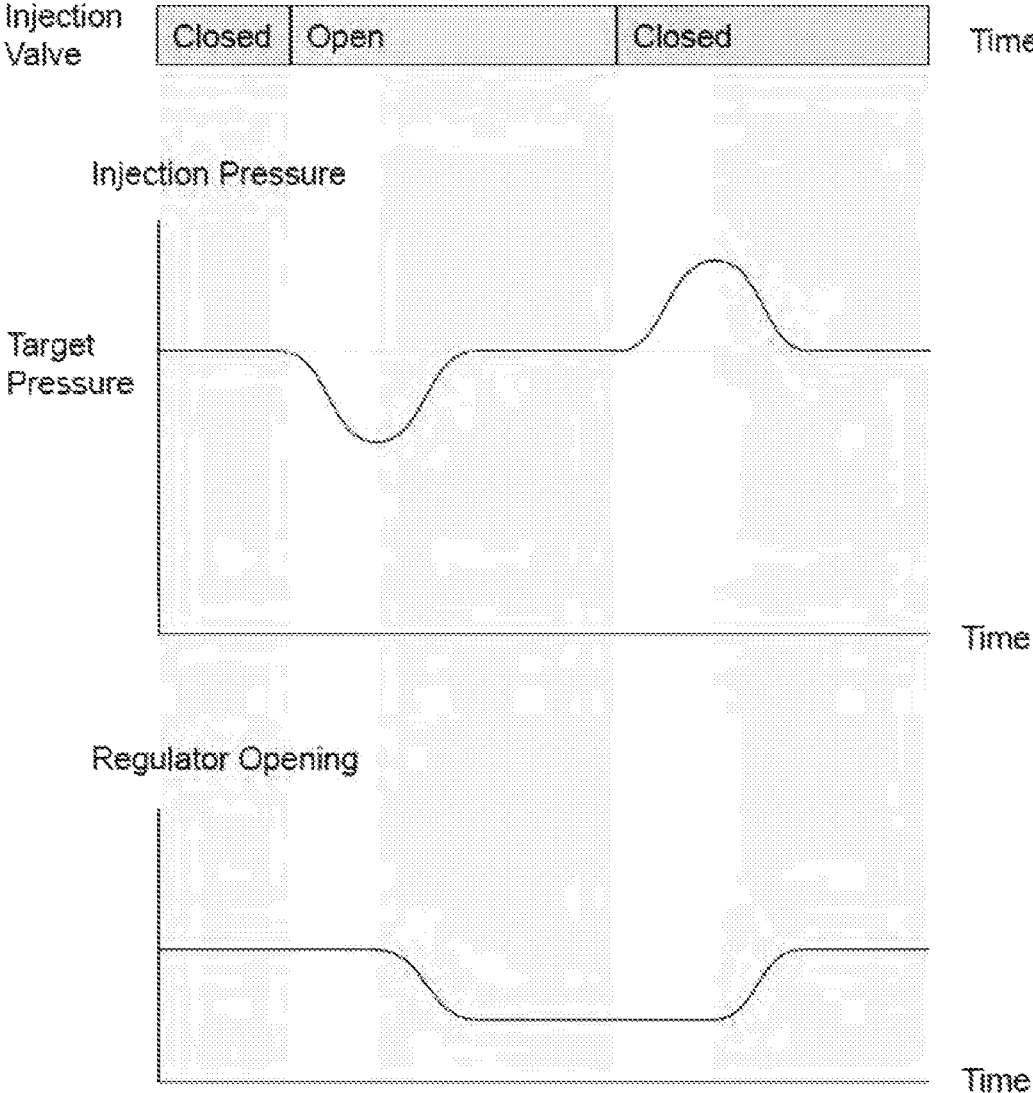 Injection
Valve
Closed
Open
Closed
Time
Injection Pressure
Target
Pressure
Time
Regulator Opening
Time